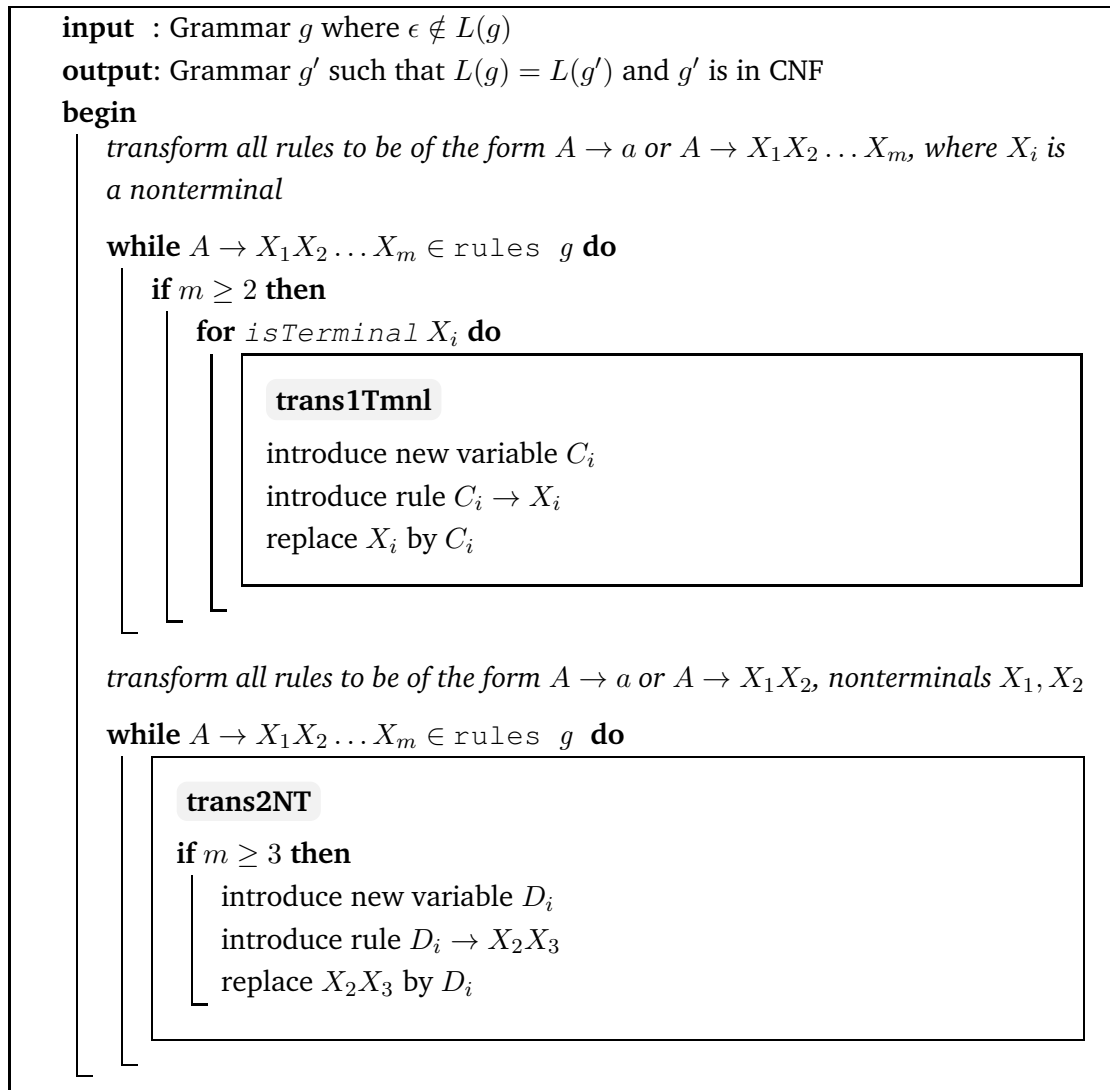 input : Grammar g where ϵ ∉ L(g)
output: Grammar g′ such that L(g) = L(g′) and g′ is in CNF
begin
transform all rules to be of the form A → a or A → X₁X₂ . . . Xₘ, where Xᵢ is
a nonterminal
while A → X₁X₂ . . . Xₘ ∈ rules g do
if m ≥ 2 then
for isTerminal Xᵢ do
trans1Tmnl
introduce new variable Cᵢ
introduce rule Cᵢ → Xᵢ
replace Xᵢ by Cᵢ
transform all rules to be of the form A → a or A → X₁X₂, nonterminals X₁, X₂
while A → X₁X₂ . . . Xₘ ∈ rules g do
trans2NT
if m ≥ 3 then
introduce new variable Dᵢ
introduce rule Dᵢ → X₂X₃
replace X₂X₃ by Dᵢ